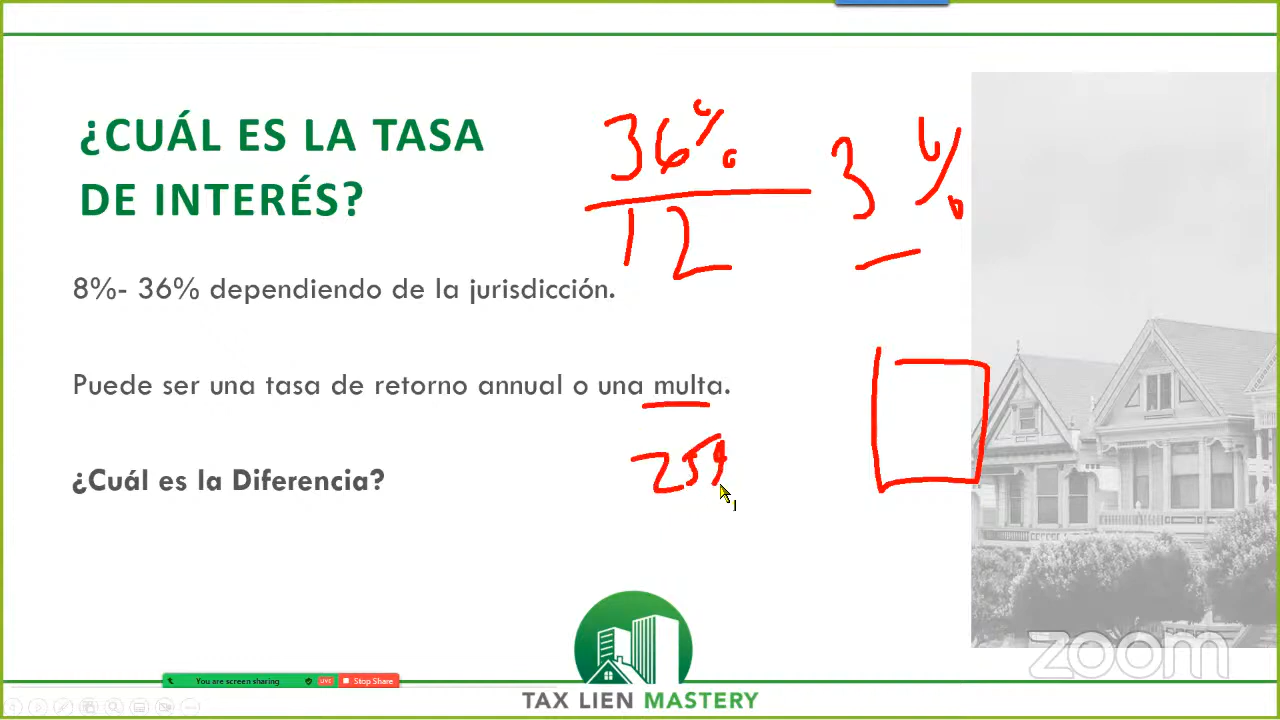 ¿CUÁL ES LA TASA
DE INTERÉS?
36%
12
3 %
8%- 36% dependiendo de la jurisdicción.
Puede ser una tasa de retorno annual o una multa.
¿Cuál es la Diferencia?
zoom
You are screen sharing
LIVE
Stop Share
TAX LIEN MASTERY